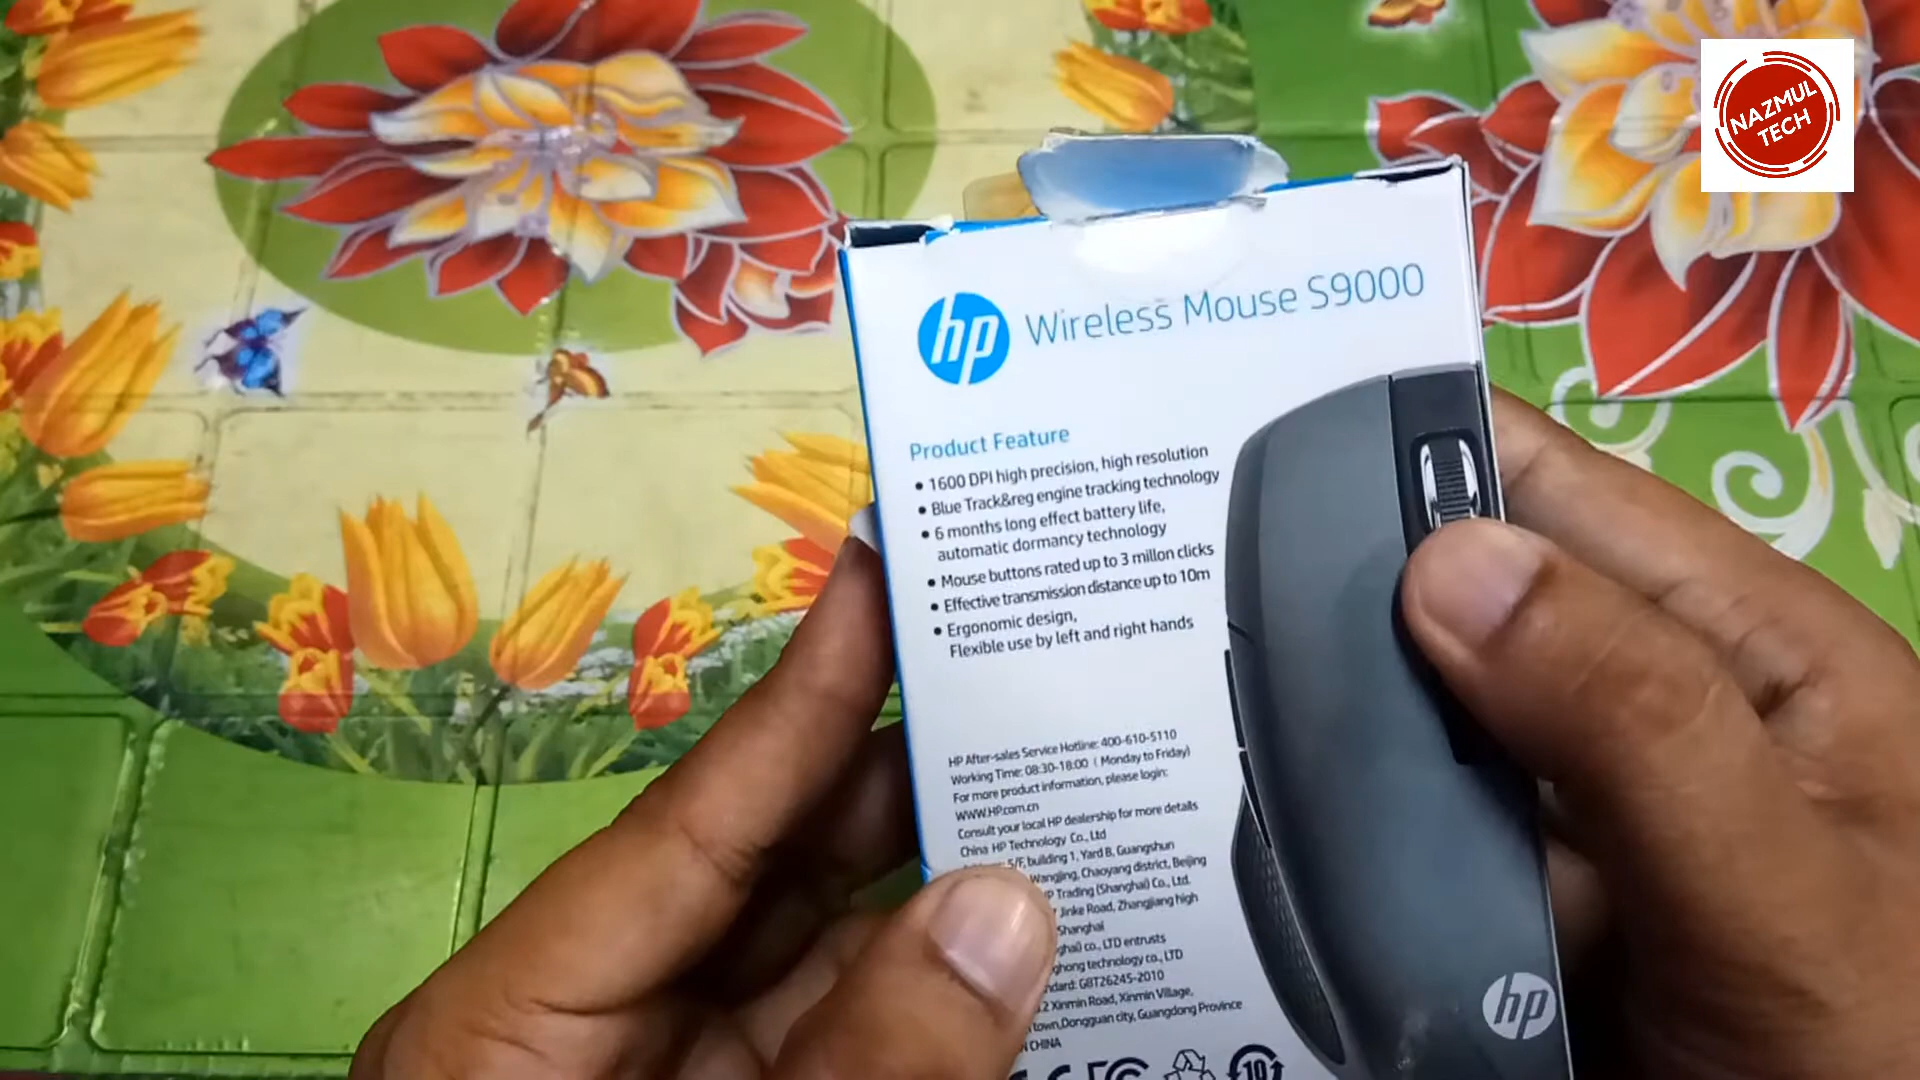 NAZMUL
TECH
hp Wireless Mouse S9000
Product Feature
• 1600 DPI high precision, high resolution
• Blue Track&reg engine tracking technology
• 6 months long effect battery life,
automatic dormancy technology
• Mouse buttons rated up to 3 millon clicks
• Effective transmission distance up to 10m
• Ergonomic design,
Flexible use by left and right hands
HP After-sales Service Hotline: 400-610-5110
Working Time: 08:30-18:00 ( Monday to Friday)
For more product information, please login:
WWW.HP.com.cn
Consult your local HP dealership for more details
China HP Technology Co., Ltd
5/F, building 1, Yard B, Guangshun
Wangjing, Chaoyang district, Beijing
Trading (Shanghai) Co., Ltd.
Jinke Road, Zhangjiang high
Shanghai
co., LTD entrusts
technology co., LTD
GBT26245-2010
2 Xinmin Road, Xinmin Village,
town,Dongguan city, Guangdong Province
CHINA
10
hp